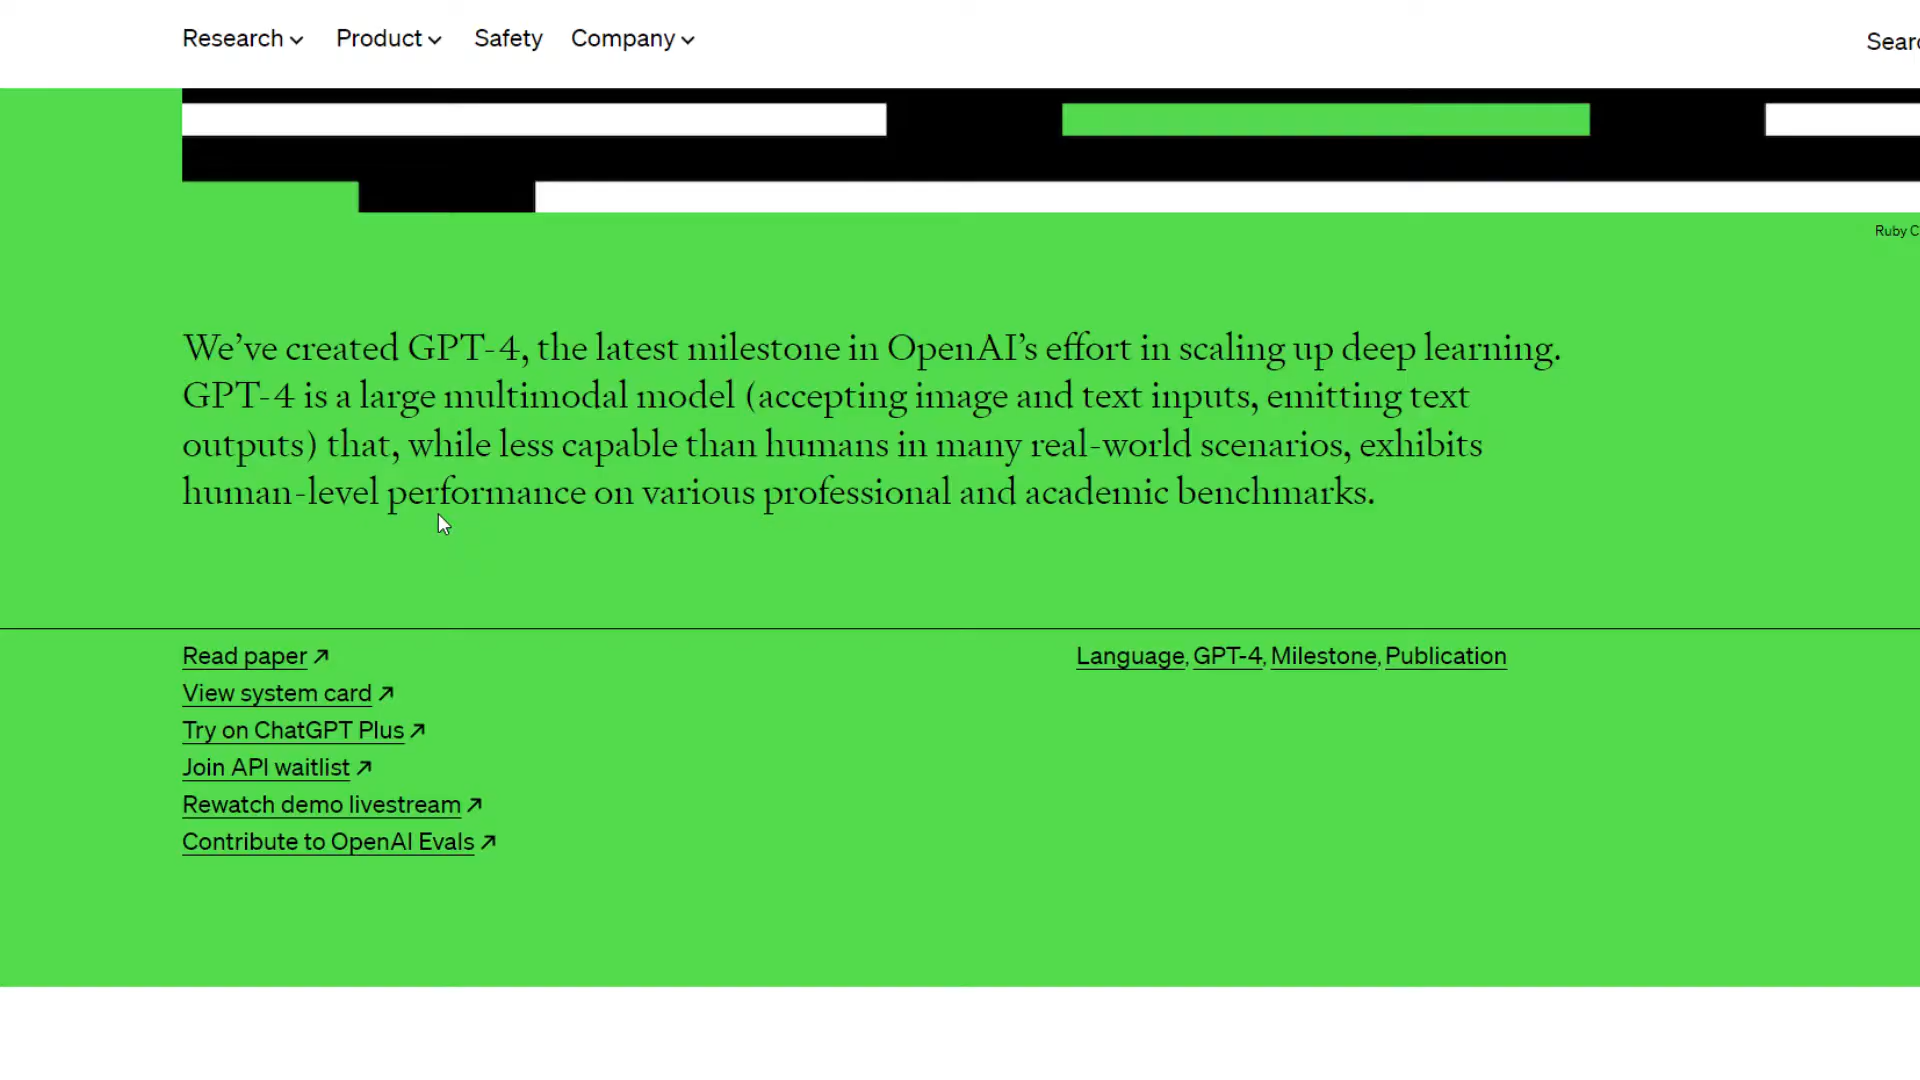 Research Product Safety Company
We’ve created GPT-4, the latest milestone in OpenAI’s effort in scaling up deep learning.
GPT-4 is a large multimodal model (accepting image and text inputs, emitting text
outputs) that, while less capable than humans in many real-world scenarios, exhibits
human-level performance on various professional and academic benchmarks.
Read paper ↗
View system card ↗
Try on ChatGPT Plus ↗
Join API waitlist ↗
Rewatch demo livestream ↗
Contribute to OpenAI Evals ↗
Language, GPT-4, Milestone, Publication
Ruby